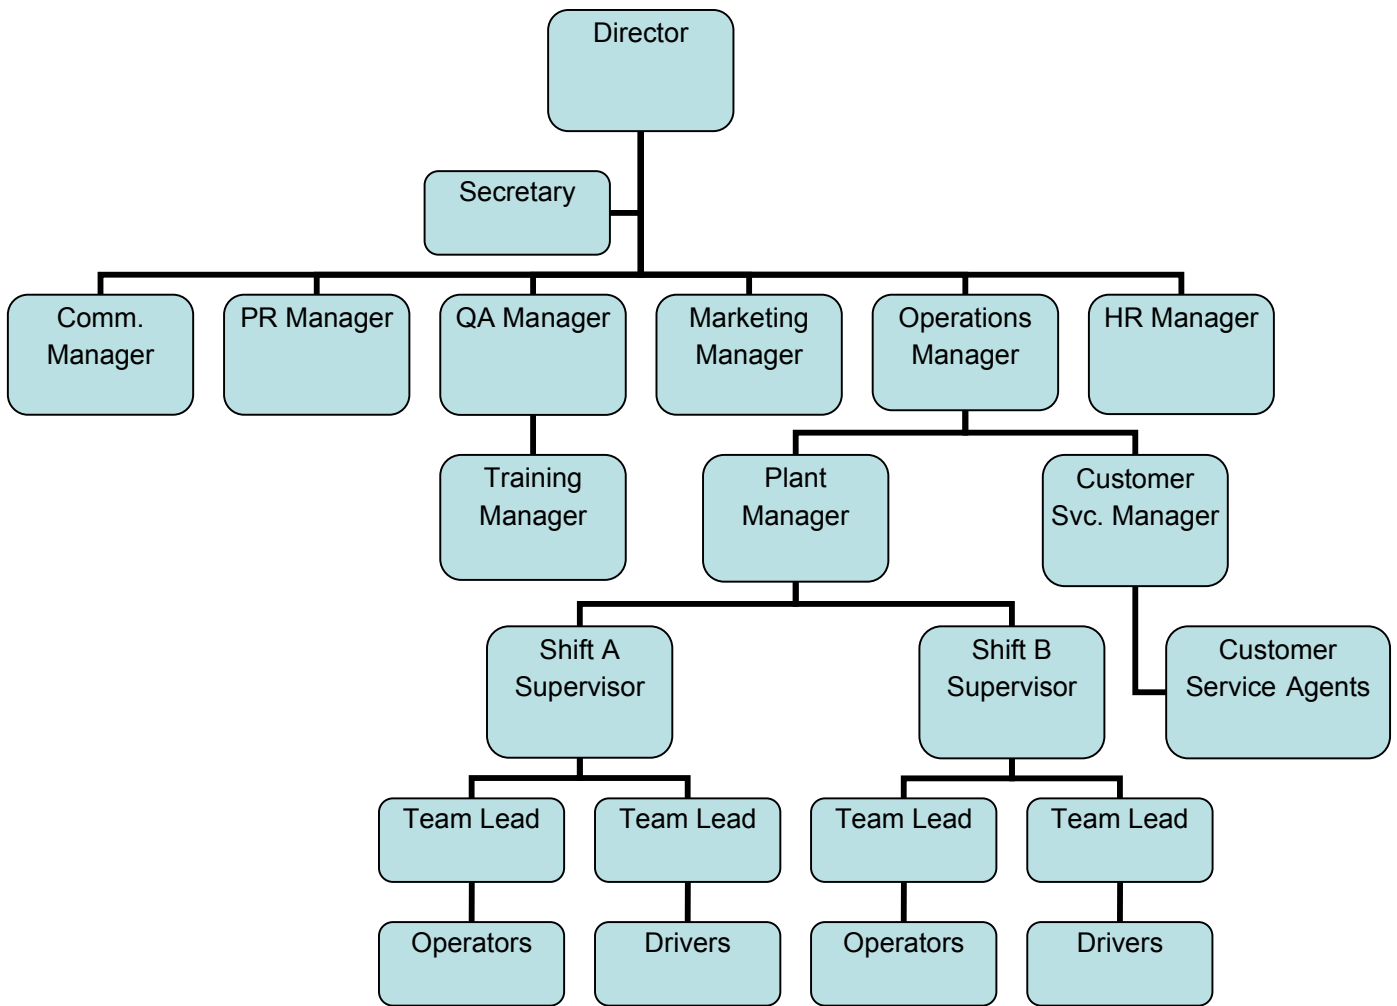 Director
Secretary
Comm.
Manager
PR Manager
QA Manager
Marketing
Manager
Operations
Manager
HR Manager
Training
Manager
Plant
Manager
Customer
Svc. Manager
Shift A
Supervisor
Shift B
Supervisor
Customer
Service Agents
Team Lead
Team Lead
Team Lead
Team Lead
Operators
Drivers
Operators
Drivers